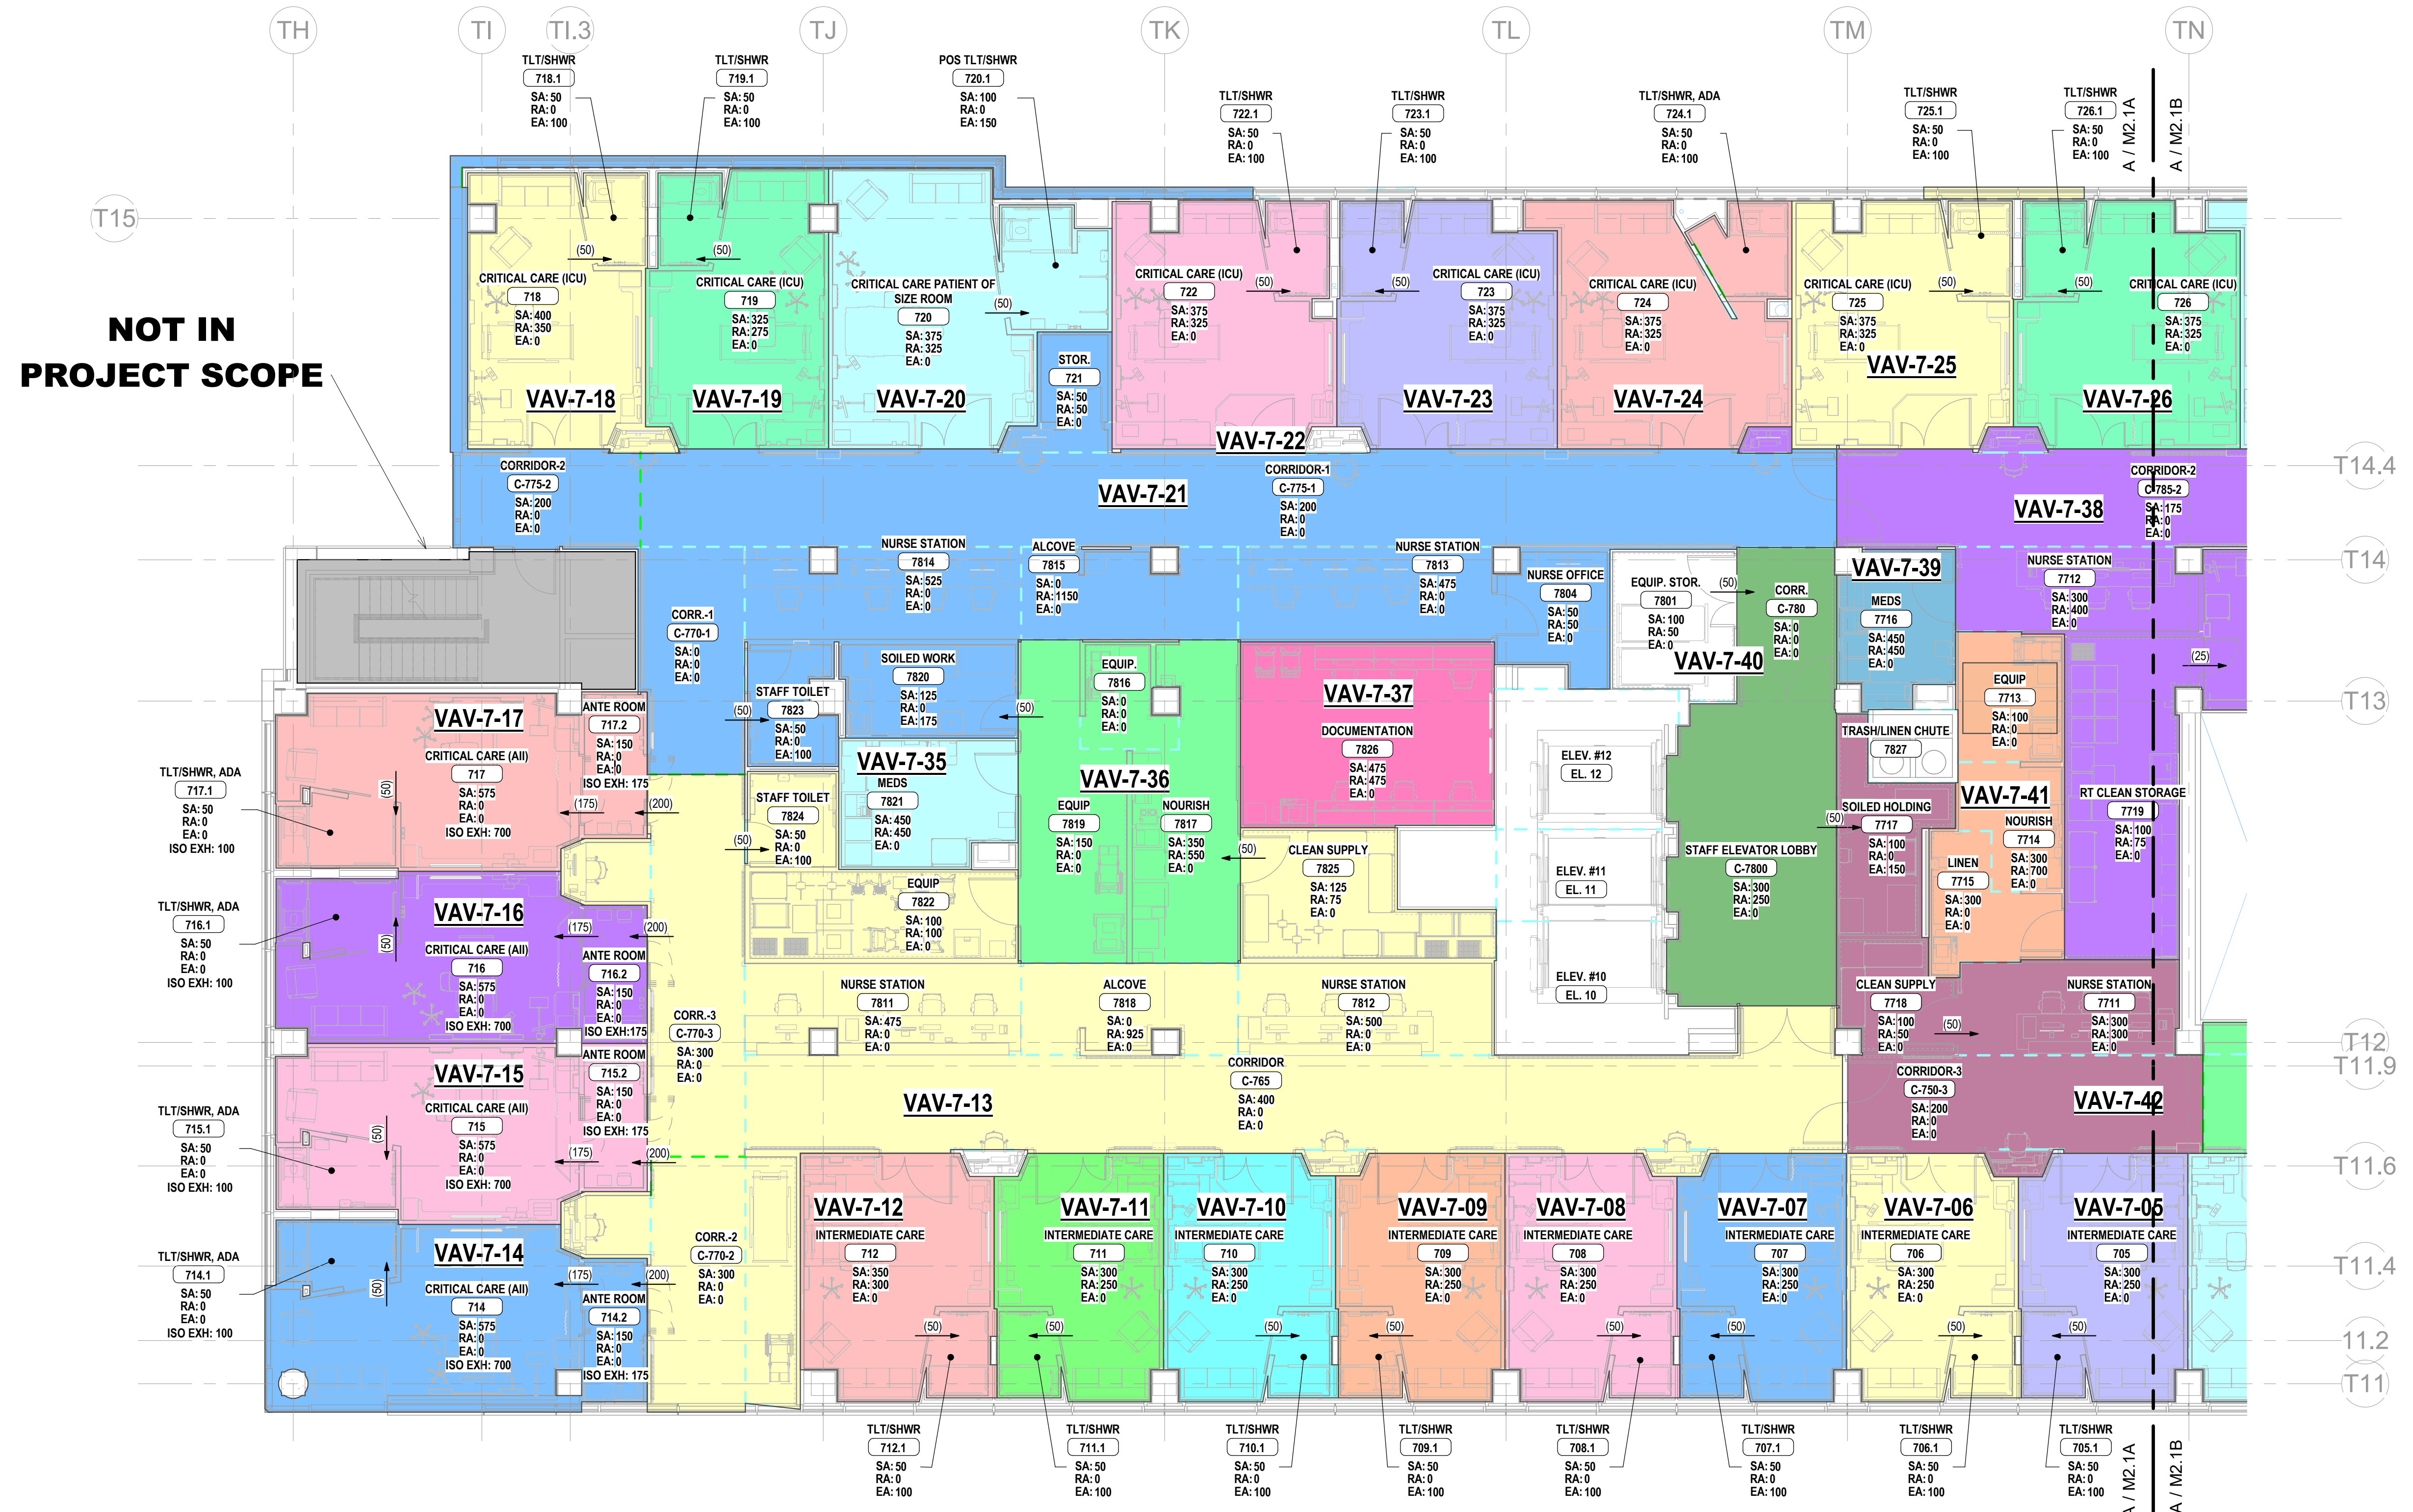 TH
TI
TI.3
TJ
TK
TL
TM
TN
TLT/SHWR
718.1
SA: 50
RA: 0
EA: 100
TLT/SHWR
719.1
SA: 50
RA: 0
EA: 100
POS TLT/SHWR
720.1
SA: 100
RA: 0
EA: 150
TLT/SHWR
722.1
SA: 50
RA: 0
EA: 100
TLT/SHWR
723.1
SA: 50
RA: 0
EA: 100
TLT/SHWR, ADA
724.1
SA: 50
RA: 0
EA: 100
TLT/SHWR
725.1
SA: 50
RA: 0
EA: 100
TLT/SHWR
726.1
SA: 50
RA: 0
EA: 100
A / M2.1A
A / M2.1B
T15
NOT IN
PROJECT SCOPE
(50)
CRITICAL CARE (ICU)
718
SA: 400
RA: 350
EA: 0
VAV-7-18
(50)
CRITICAL CARE (ICU)
719
SA: 325
RA: 275
EA: 0
VAV-7-19
CRITICAL CARE PATIENT OF
SIZE ROOM
720
SA: 375
RA: 325
EA: 0
(50)
VAV-7-20
STOR.
721
SA: 50
RA: 50
EA: 0
CRITICAL CARE (ICU)
722
SA: 375
RA: 325
EA: 0
(50)
VAV-7-22
(50)
CRITICAL CARE (ICU)
723
SA: 375
RA: 325
EA: 0
VAV-7-23
CRITICAL CARE (ICU)
724
SA: 375
RA: 325
EA: 0
VAV-7-24
CRITICAL CARE (ICU)
725
SA: 375
RA: 325
EA: 0
(50)
VAV-7-25
(50)
CRITICAL CARE (ICU)
726
SA: 375
RA: 325
EA: 0
VAV-7-26
CORRIDOR-2
C-775-2
SA: 200
RA: 0
EA: 0
VAV-7-21
CORRIDOR-1
C-775-1
SA: 200
RA: 0
EA: 0
VAV-7-38
CORRIDOR-2
C-785-2
SA: 175
RA: 0
EA: 0
T14.4
T14
T13
CORR.-1
C-770-1
SA: 0
RA: 0
EA: 0
NURSE STATION
7814
SA: 525
RA: 0
EA: 0
ALCOVE
7815
SA: 0
RA: 1150
EA: 0
NURSE STATION
7813
SA: 475
RA: 0
EA: 0
NURSE OFFICE
7804
SA: 50
RA: 50
EA: 0
EQUIP. STOR.
7801
SA: 100
RA: 50
EA: 0
(50)
VAV-7-40
CORR.
C-780
SA: 0
RA: 0
EA: 0
VAV-7-39
MEDS
7716
SA: 450
RA: 450
EA: 0
NURSE STATION
7712
SA: 300
RA: 400
EA: 0
(25)
STAFF TOILET
7823
SA: 50
RA: 0
EA: 100
(50)
SOILED WORK
7820
SA: 125
RA: 0
EA: 175
(50)
EQUIP.
7816
SA: 0
RA: 0
EA: 0
VAV-7-37
DOCUMENTATION
7826
SA: 475
RA: 475
EA: 0
VAV-7-35
MEDS
7821
SA: 450
RA: 450
EA: 0
VAV-7-36
EQUIP
7819
SA: 150
RA: 0
EA: 0
NOURISH
7817
SA: 350
RA: 550
EA: 0
(50)
STAFF TOILET
7824
SA: 50
RA: 0
EA: 100
(50)
EQUIP
7822
SA: 100
RA: 100
EA: 0
CLEAN SUPPLY
7825
SA: 125
RA: 75
EA: 0
ELEV. #12
EL. 12
ELEV. #11
EL. 11
ELEV. #10
EL. 10
STAFF ELEVATOR LOBBY
C-7800
SA: 300
RA: 250
EA: 0
EQUIP
7713
SA: 100
RA: 0
EA: 0
TRASH/LINEN CHUTE
7827
VAV-7-41
SOILED HOLDING
7717
SA: 100
RA: 0
EA: 150
(50)
NOURISH
7714
SA: 300
RA: 700
EA: 0
LINEN
7715
SA: 300
RA: 0
EA: 0
RT CLEAN STORAGE
7719
SA: 100
RA: 75
EA: 0
CLEAN SUPPLY
7718
SA: 100
RA: 50
EA: 0
(50)
NURSE STATION
7711
SA: 300
RA: 300
EA: 0
CORRIDOR-3
C-750-3
SA: 200
RA: 0
EA: 0
VAV-7-42
VAV-7-17
CRITICAL CARE (AII)
717
SA: 575
RA: 0
EA: 0
ISO EXH: 700
(50)
ANTE ROOM
717.2
SA: 150
RA: 0
EA: 0
ISO EXH: 175
(175)
(200)
TLT/SHWR, ADA
717.1
SA: 50
RA: 0
EA: 0
ISO EXH: 100
VAV-7-16
CRITICAL CARE (AII)
716
SA: 575
RA: 0
EA: 0
ISO EXH: 700
(50)
(175)
(200)
ANTE ROOM
716.2
SA: 150
RA: 0
EA: 0
ISO EXH:175
TLT/SHWR, ADA
716.1
SA: 50
RA: 0
EA: 0
ISO EXH: 100
VAV-7-15
CRITICAL CARE (AII)
715
SA: 575
RA: 0
EA: 0
ISO EXH: 700
(50)
ANTE ROOM
715.2
SA: 150
RA: 0
EA: 0
ISO EXH: 175
(175)
(200)
TLT/SHWR, ADA
715.1
SA: 50
RA: 0
EA: 0
ISO EXH: 100
VAV-7-14
CRITICAL CARE (AII)
714
SA: 575
RA: 0
EA: 0
ISO EXH: 700
(50)
(175)
(200)
ANTE ROOM
714.2
SA: 150
RA: 0
EA: 0
ISO EXH: 175
TLT/SHWR, ADA
714.1
SA: 50
RA: 0
EA: 0
ISO EXH: 100
CORR.-3
C-770-3
SA: 300
RA: 0
EA: 0
NURSE STATION
7811
SA: 475
RA: 0
EA: 0
ALCOVE
7818
SA: 0
RA: 925
EA: 0
NURSE STATION
7812
SA: 500
RA: 0
EA: 0
VAV-7-13
CORRIDOR
C-765
SA: 400
RA: 0
EA: 0
CORR.-2
C-770-2
SA: 300
RA: 0
EA: 0
T12
T11.9
T11.6
T11.4
11.2
T11
VAV-7-12
INTERMEDIATE CARE
712
SA: 350
RA: 300
EA: 0
(50)
VAV-7-11
INTERMEDIATE CARE
711
SA: 300
RA: 250
EA: 0
(50)
VAV-7-10
INTERMEDIATE CARE
710
SA: 300
RA: 250
EA: 0
(50)
VAV-7-09
INTERMEDIATE CARE
709
SA: 300
RA: 250
EA: 0
(50)
VAV-7-08
INTERMEDIATE CARE
708
SA: 300
RA: 250
EA: 0
(50)
VAV-7-07
INTERMEDIATE CARE
707
SA: 300
RA: 250
EA: 0
(50)
VAV-7-06
INTERMEDIATE CARE
706
SA: 300
RA: 250
EA: 0
(50)
VAV-7-05
INTERMEDIATE CARE
705
SA: 300
RA: 250
EA: 0
(50)
TLT/SHWR
712.1
SA: 50
RA: 0
EA: 100
TLT/SHWR
711.1
SA: 50
RA: 0
EA: 100
TLT/SHWR
710.1
SA: 50
RA: 0
EA: 100
TLT/SHWR
709.1
SA: 50
RA: 0
EA: 100
TLT/SHWR
708.1
SA: 50
RA: 0
EA: 100
TLT/SHWR
707.1
SA: 50
RA: 0
EA: 100
TLT/SHWR
706.1
SA: 50
RA: 0
EA: 100
TLT/SHWR
705.1
SA: 50
RA: 0
EA: 100
A / M2.1A
A / M2.1B